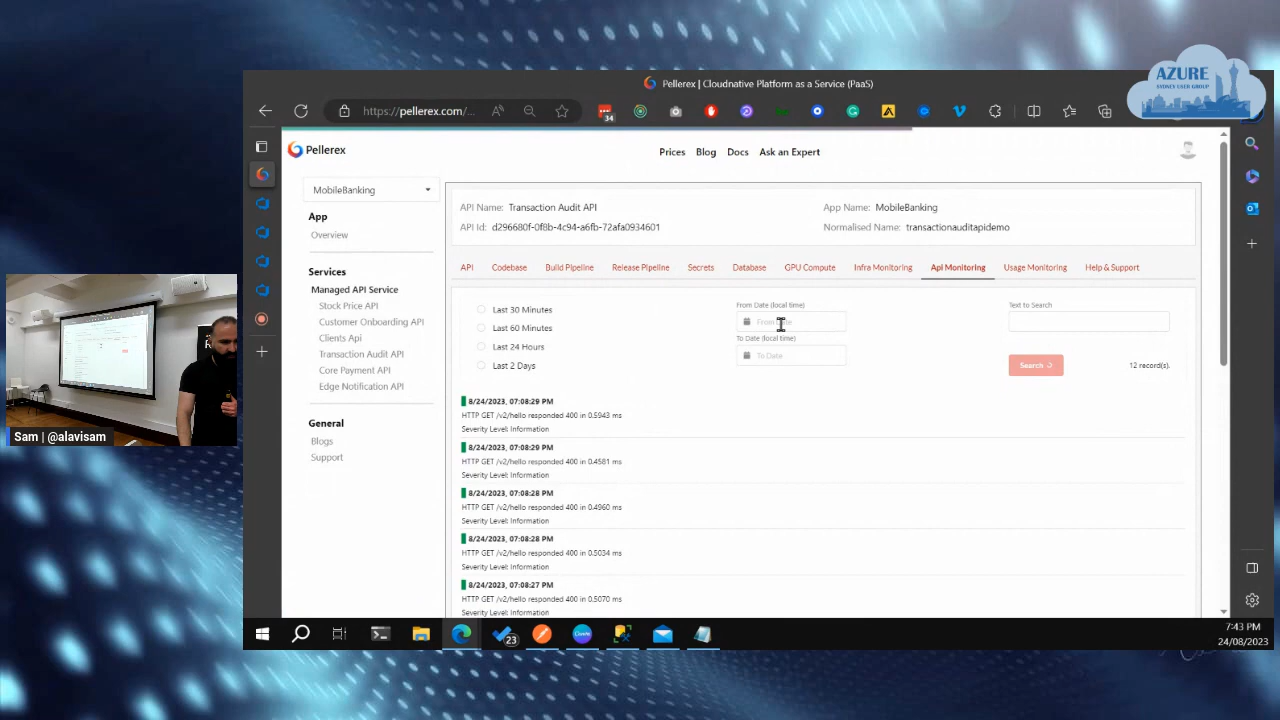 AZURE
SYDNEY USER GROUP
Pellerex | Cloudnative Platform as a Service (PaaS)
https://pellerex.com/...
34
Pellerex
Prices
Blog
Docs
Ask an Expert
MobileBanking
App
Overview
Services
Managed API Service
Stock Price API
Customer Onboarding API
Clients Api
Transaction Audit API
Core Payment API
Edge Notification API
General
Blogs
Support
API Name: Transaction Audit API
App Name: MobileBanking
API Id: d296680f-0f8b-4c94-a6fb-72afa0934601
Normalised Name: transactionauditapidemo
API
Codebase
Build Pipeline
Release Pipeline
Secrets
Database
GPU Compute
Infra Monitoring
Api Monitoring
Usage Monitoring
Help & Support
Last 30 Minutes
Last 60 Minutes
Last 24 Hours
Last 2 Days
From Date (local time)
From Date
To Date (local time)
To Date
Text to Search
Search
12 record(s).
8/24/2023, 07:08:29 PM
HTTP GET /v2/hello responded 400 in 0.5943 ms
Severity Level: Information
8/24/2023, 07:08:29 PM
HTTP GET /v2/hello responded 400 in 0.4581 ms
Severity Level: Information
8/24/2023, 07:08:28 PM
HTTP GET /v2/hello responded 400 in 0.4960 ms
Severity Level: Information
8/24/2023, 07:08:28 PM
HTTP GET /v2/hello responded 400 in 0.5034 ms
Severity Level: Information
8/24/2023, 07:08:27 PM
HTTP GET /v2/hello responded 400 in 0.5070 ms
Severity Level: Information
Sam | @alavisam
23
7:43 PM
24/08/2023